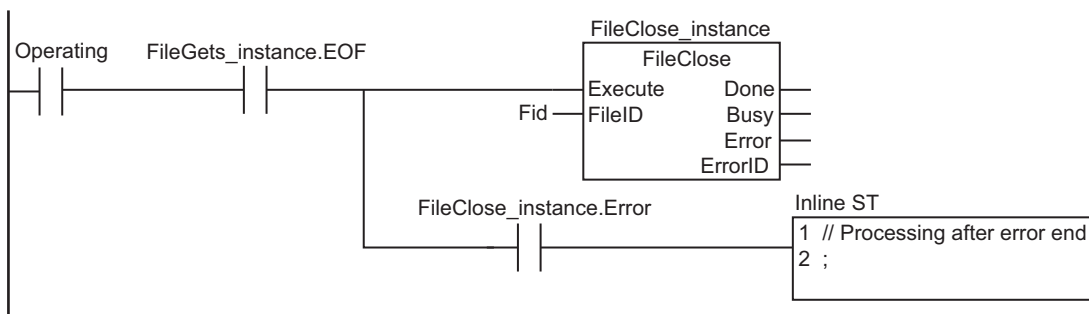 FileClose_instance
Operating FileGets_instance.EOF
FileClose
Execute Done
Fid FileID Busy
Error
ErrorID
FileClose_instance.Error
Inline ST
1 // Processing after error end
2 ;